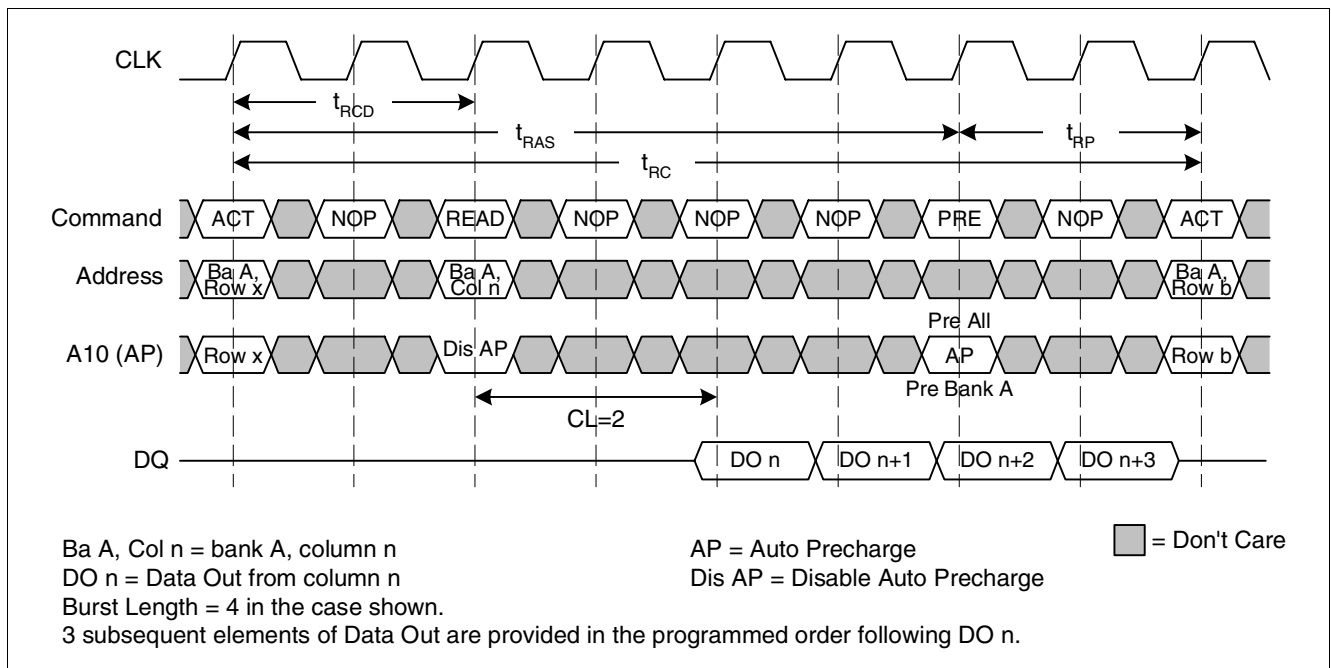 CLK
tRCD
tRAS
tRP
tRC
Command ACT NOP READ NOP NOP NOP PRE NOP ACT
Address Ba A, Row x Ba A, Col n Ba A, Row b
Pre All
A10 (AP) Row x Dis AP AP Row b
Pre Bank A
CL=2
DQ DO n DO n+1 DO n+2 DO n+3
Ba A, Col n = bank A, column n
DO n = Data Out from column n
Burst Length = 4 in the case shown.
3 subsequent elements of Data Out are provided in the programmed order following DO n.
AP = Auto Precharge
Dis AP = Disable Auto Precharge
= Don't Care